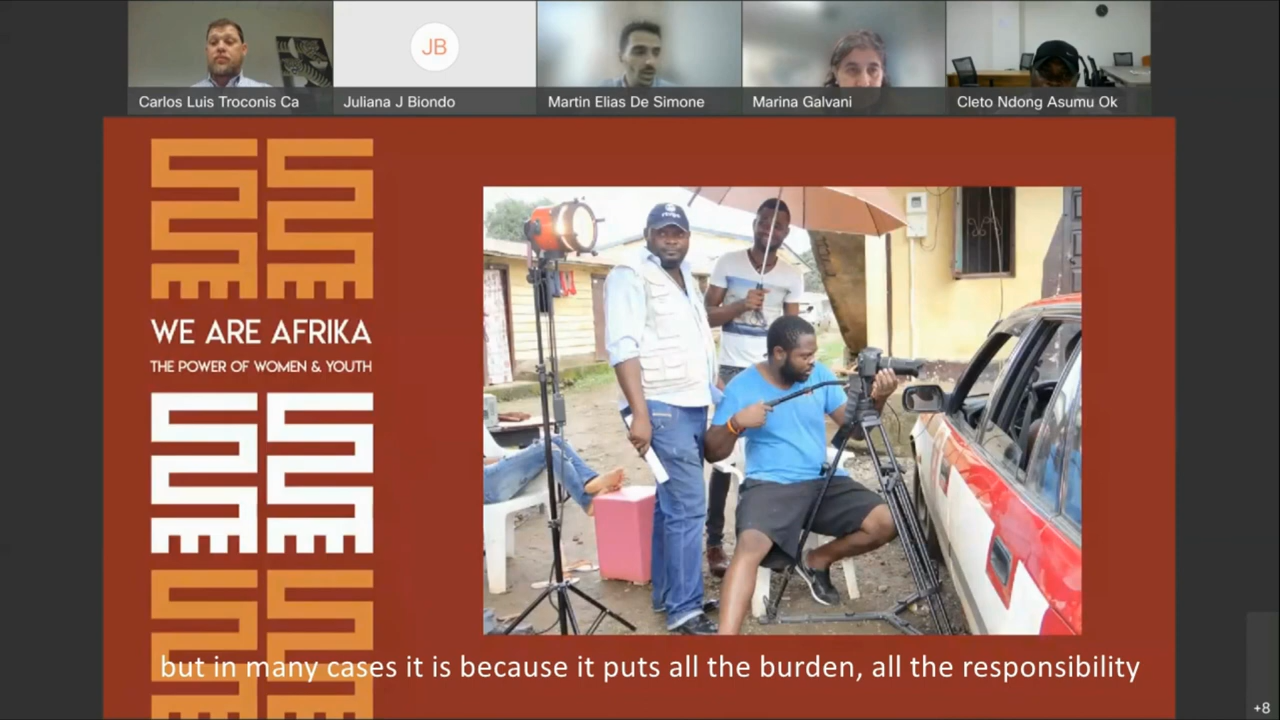 JB
Carlos Luis Troconis Ca
Juliana J Biondo
Martin Elias De Simone
Marina Galvani
Cleto Ndong Asumu Ok
WE ARE AFRIKA
THE POWER OF WOMEN & YOUTH
but in many cases it is because it puts all the burden, all the responsibility
+8